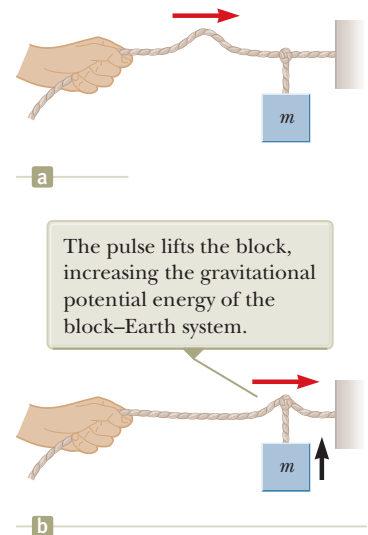 m
a
The pulse lifts the block,
increasing the gravitational
potential energy of the
block–Earth system.
m
b